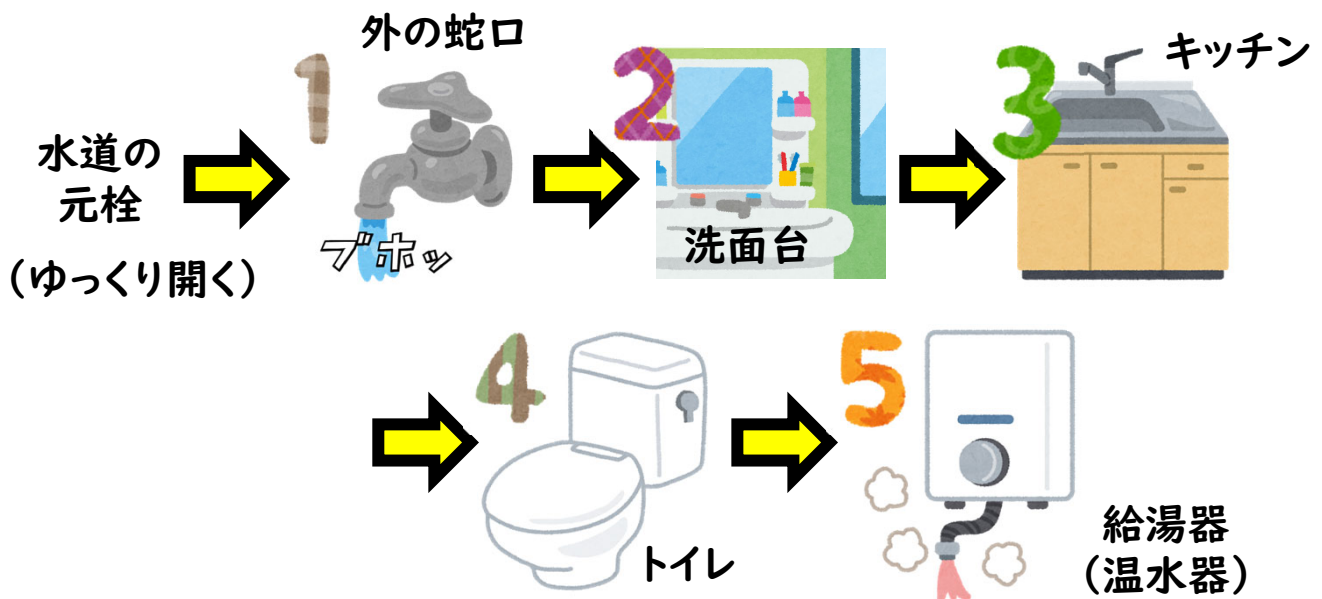 水道の
元栓
(ゆっくり開く)
1
外の蛇口
ブホッ
2
洗面台
3
キッチン
4
トイレ
5
給湯器
(温水器)